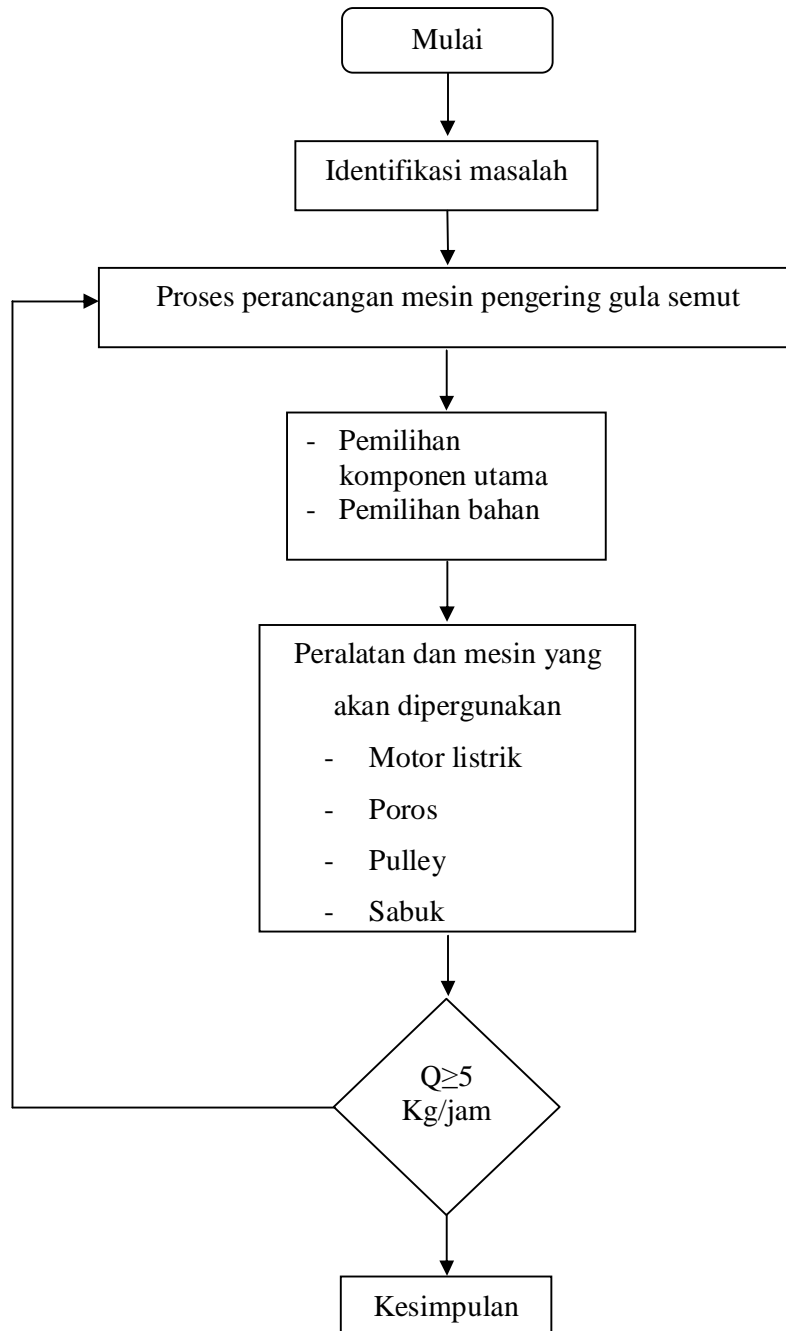 Mulai
Identifikasi masalah
Proses perancangan mesin pengering gula semut
- Pemilihan
komponen utama
- Pemilihan bahan
Peralatan dan mesin yang
akan dipergunakan
- Motor listrik
- Poros
- Pulley
- Sabuk
Q≥5
Kg/jam
Kesimpulan